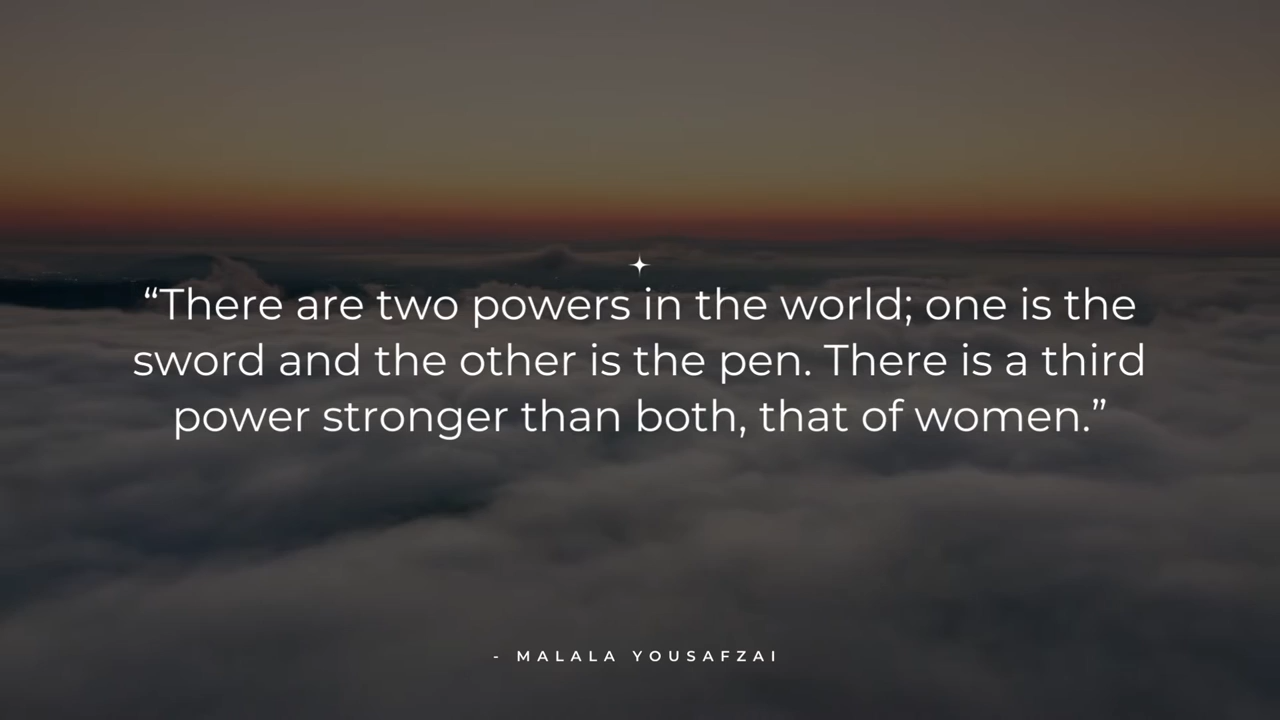 “There are two powers in the world; one is the
sword and the other is the pen. There is a third
power stronger than both, that of women.”
- MALALA YOUSAFZAI